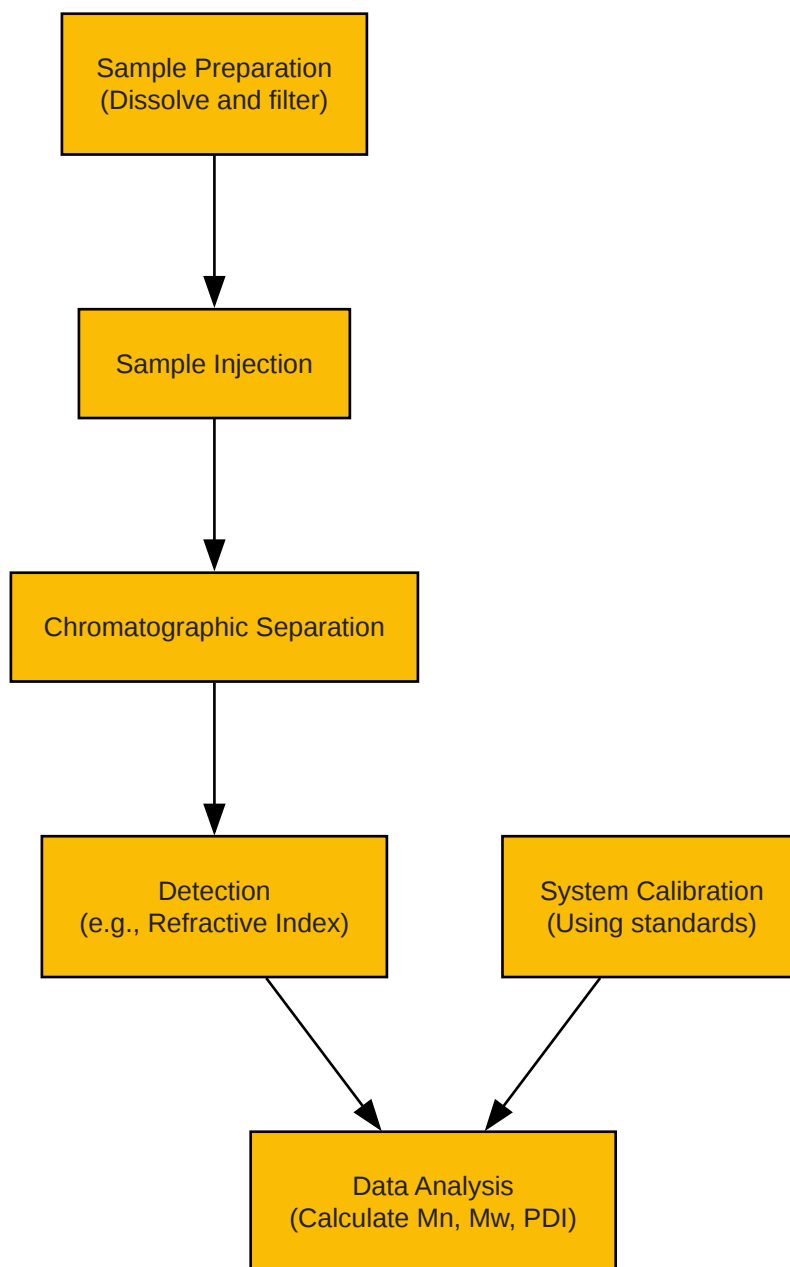 Sample Preparation
(Dissolve and filter)
Sample Injection
Chromatographic Separation
Detection
(e.g., Refractive Index)
System Calibration
(Using standards)
Data Analysis
(Calculate Mn, Mw, PDI)